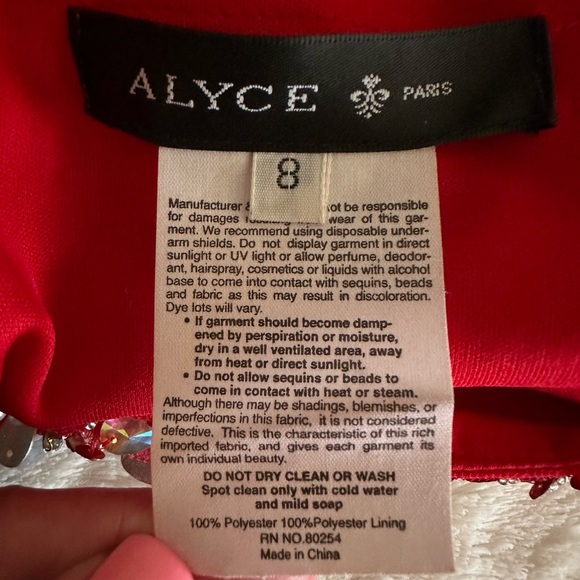 ALYCE PARIS
8
Manufacturer ot be responsible
for damages wear of this gar-
ment. We recommend using disposable under-
arm shields. Do not display garment in direct
sunlight or UV light or allow perfume, deodor-
ant, hairspray, cosmetics or liquids with alcohol
base to come into contact with sequins, beads
and fabric as this may result in discoloration.
Dye lots will vary.
• If garment should become damp-
ened by perspiration or moisture,
dry in a well ventilated area, away
from heat or direct sunlight.
• Do not allow sequins or beads to
come in contact with heat or steam.
Although there may be shadings, blemishes, or
imperfections in this fabric, it is not considered
defective. This is the characteristic of this rich
imported fabric, and gives each garment its
own individual beauty.
DO NOT DRY CLEAN OR WASH
Spot clean only with cold water
and mild soap
100% Polyester 100%Polyester Lining
RN NO.80254
Made in China